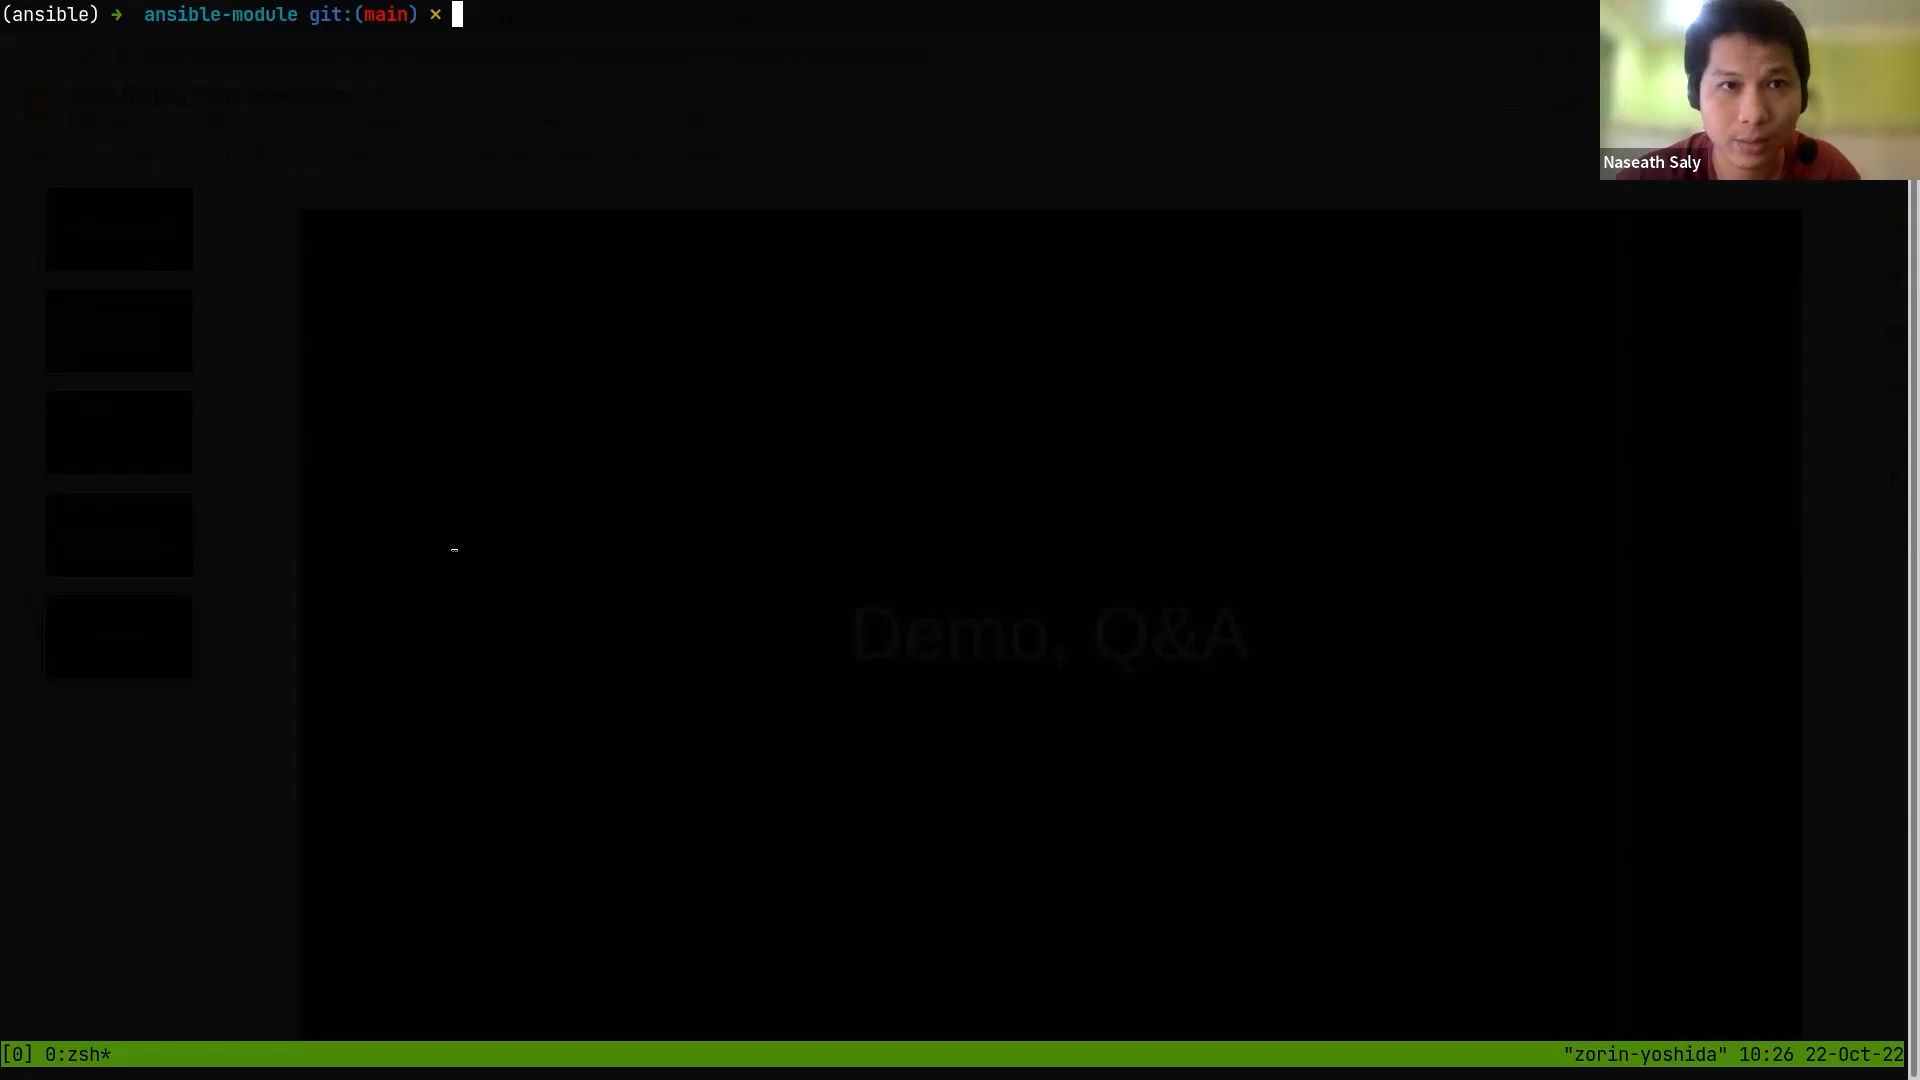 (ansible) ➜ ansible-module git:(main) ✗
Naseath Saly
Demo, Q&A
[0] 0:zsh*
"zorin-yoshida" 10:26 22-Oct-22